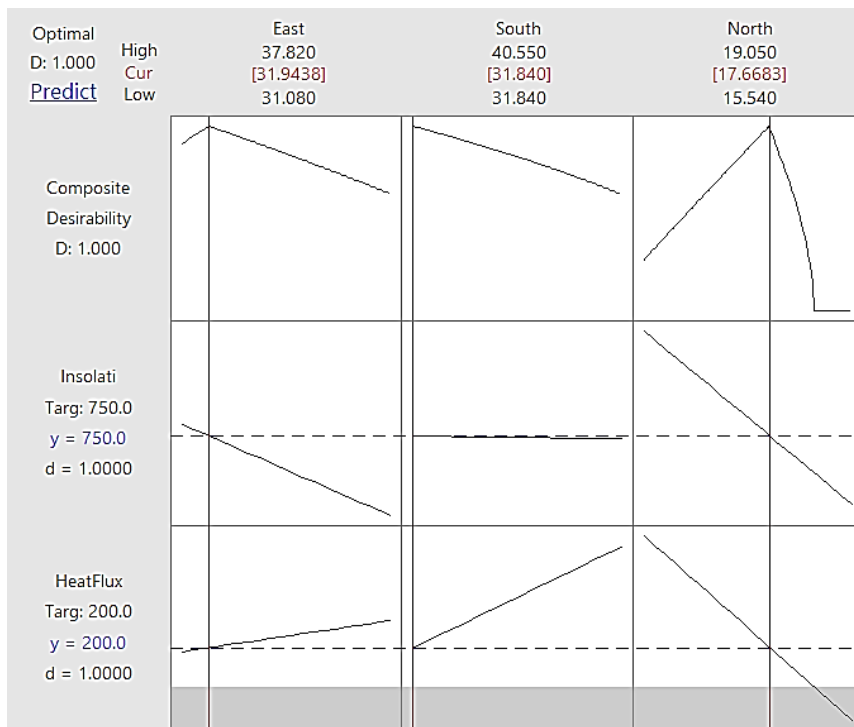 Optimal
D: 1.000
Predict
High
Cur
Low
East
37.820
[31.9438]
31.080
South
40.550
[31.840]
31.840
North
19.050
[17.6683]
15.540
Composite
Desirability
D: 1.000
Insolati
Targ: 750.0
y = 750.0
d = 1.0000
HeatFlux
Targ: 200.0
y = 200.0
d = 1.0000